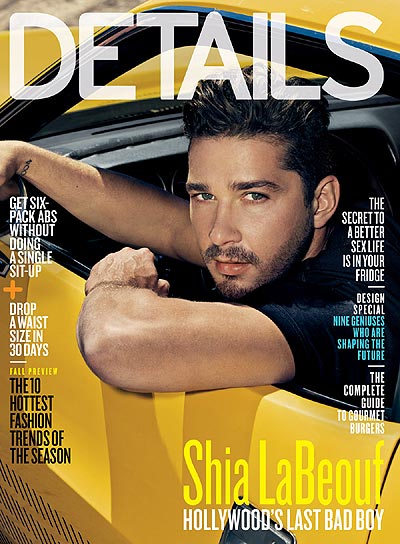 DETAILS
GET SIX-
PACK ABS
WITHOUT
DOING
A SINGLE
SIT-UP
+
DROP
A WAIST
SIZE IN
30 DAYS
FALL PREVIEW
THE 10
HOTTEST
FASHION
TRENDS OF
THE SEASON
THE
SECRET TO
A BETTER
SEX LIFE
IS IN YOUR
FRIDGE
DESIGN
SPECIAL
NINE GENIUSES
WHO ARE
SHAPING THE
FUTURE
THE
COMPLETE
GUIDE
TO GOURMET
BURGERS
Shia LaBeouf
HOLLYWOOD'S LAST BAD BOY